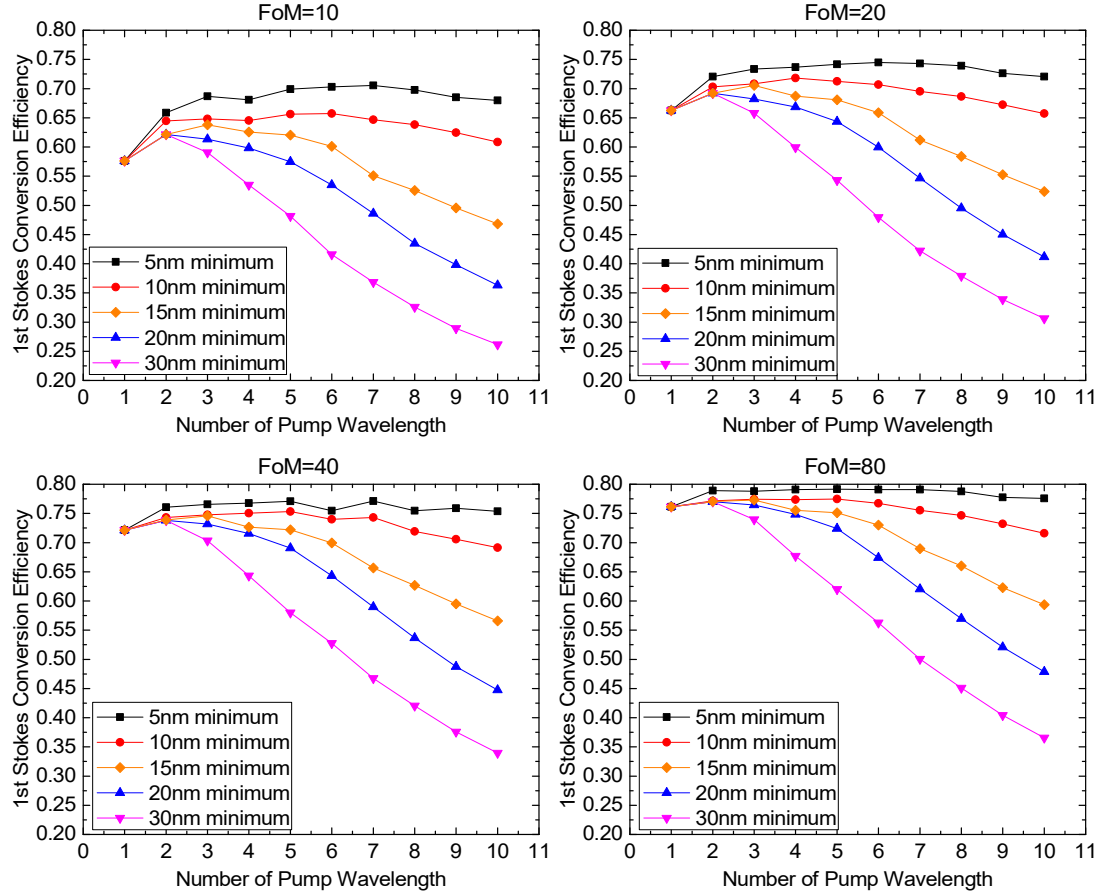 FoM=10
1st Stokes Conversion Efficiency
0.80
0.75
0.70
0.65
0.60
0.55
0.50
0.45
0.40
0.35
0.30
0.25
0.20
5nm minimum
10nm minimum
15nm minimum
20nm minimum
30nm minimum
0 1 2 3 4 5 6 7 8 9 10 11
Number of Pump Wavelength
FoM=20
1st Stokes Conversion Efficiency
0.80
0.75
0.70
0.65
0.60
0.55
0.50
0.45
0.40
0.35
0.30
0.25
0.20
5nm minimum
10nm minimum
15nm minimum
20nm minimum
30nm minimum
0 1 2 3 4 5 6 7 8 9 10 11
Number of Pump Wavelength
FoM=40
1st Stokes Conversion Efficiency
0.80
0.75
0.70
0.65
0.60
0.55
0.50
0.45
0.40
0.35
0.30
0.25
0.20
5nm minimum
10nm minimum
15nm minimum
20nm minimum
30nm minimum
0 1 2 3 4 5 6 7 8 9 10 11
Number of Pump Wavelength
FoM=80
1st Stokes Conversion Efficiency
0.80
0.75
0.70
0.65
0.60
0.55
0.50
0.45
0.40
0.35
0.30
0.25
0.20
5nm minimum
10nm minimum
15nm minimum
20nm minimum
30nm minimum
0 1 2 3 4 5 6 7 8 9 10 11
Number of Pump Wavelength